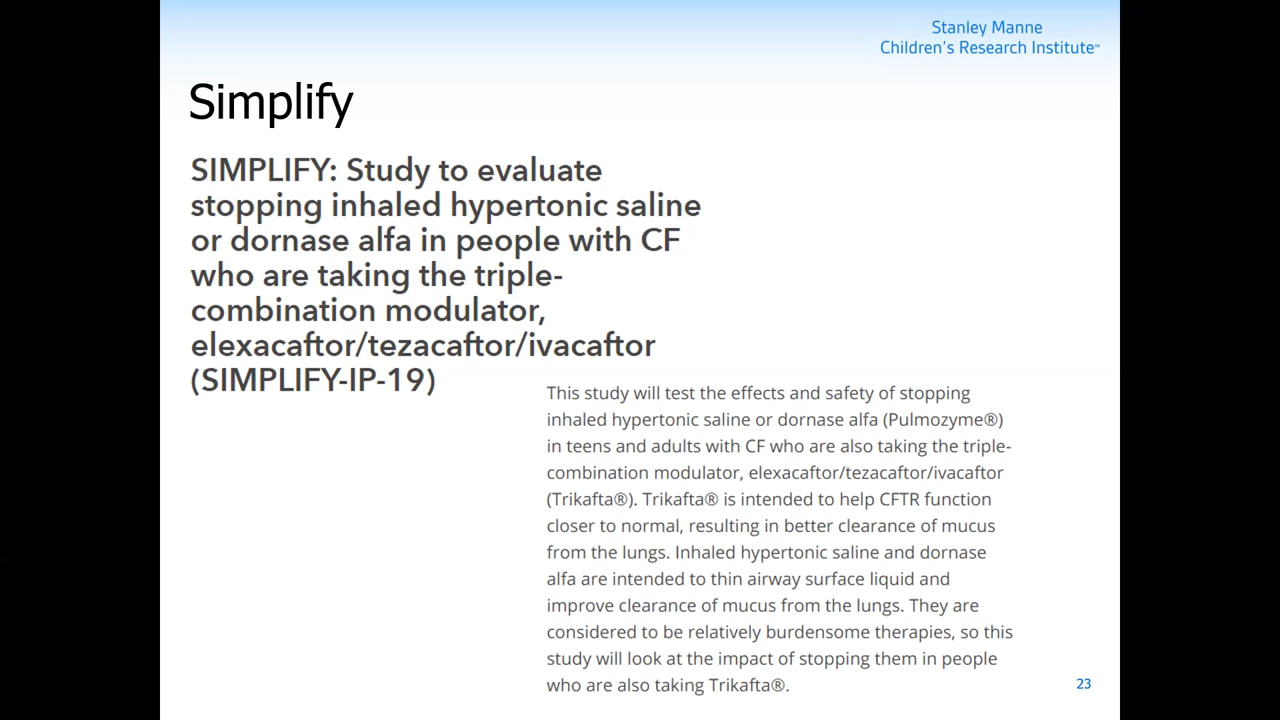 Stanley Manne
Children's Research Institute™
Simplify
SIMPLIFY: Study to evaluate
stopping inhaled hypertonic saline
or dornase alfa in people with CF
who are taking the triple-
combination modulator,
elexacaftor/tezacaftor/ivacaftor
(SIMPLIFY-IP-19)
This study will test the effects and safety of stopping
inhaled hypertonic saline or dornase alfa (Pulmozyme®)
in teens and adults with CF who are also taking the triple-
combination modulator, elexacaftor/tezacaftor/ivacaftor
(Trikafta®). Trikafta® is intended to help CFTR function
closer to normal, resulting in better clearance of mucus
from the lungs. Inhaled hypertonic saline and dornase
alfa are intended to thin airway surface liquid and
improve clearance of mucus from the lungs. They are
considered to be relatively burdensome therapies, so this
study will look at the impact of stopping them in people
who are also taking Trikafta®.
23